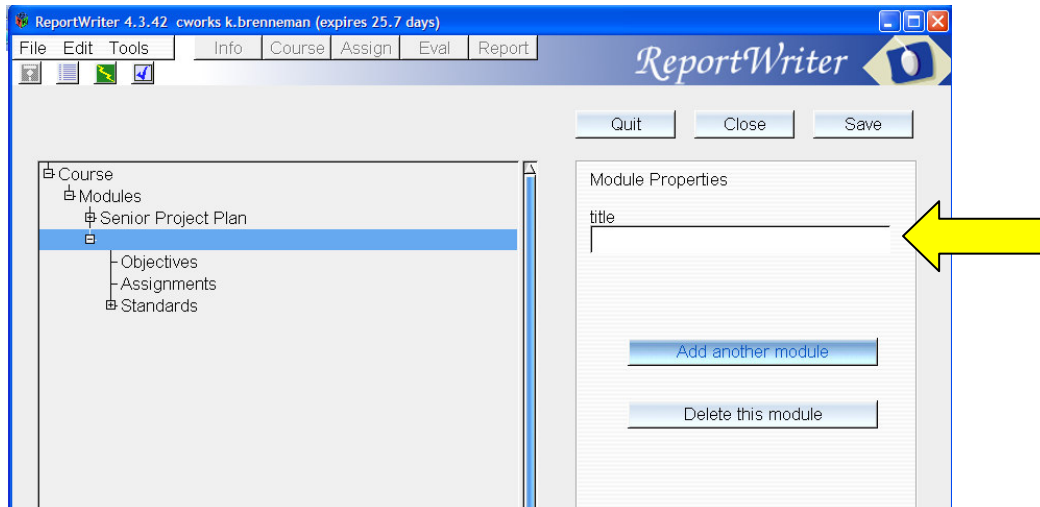 ReportWriter 4.3.42 cworks k.brenneman (expires 25.7 days)
File Edit Tools Info Course Assign Eval Report
ReportWriter
Quit Close Save
Course
Modules
Senior Project Plan
Objectives
Assignments
Standards
Module Properties
title
Add another module
Delete this module